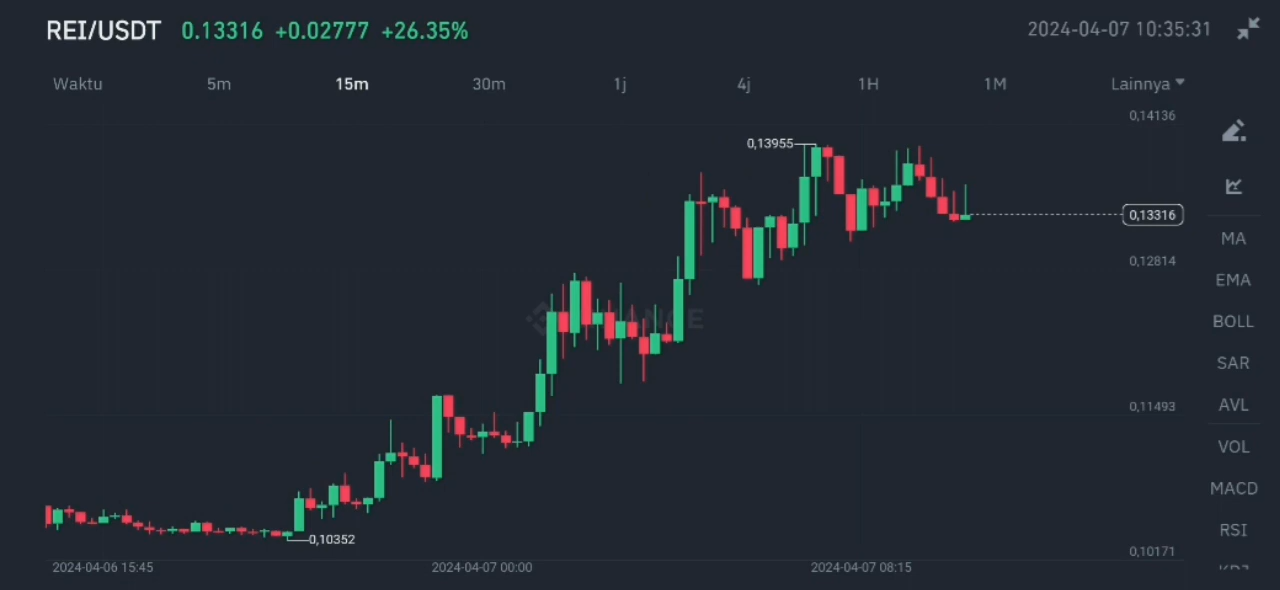 REI/USDT 0.13316 +0.02777 +26.35% 2024-04-07 10:35:31
Waktu 5m 15m 30m 1j 4j 1H 1M Lainnya
0,14136
0,13955
0,13316
MA
0,12814
EMA
BOLL
SAR
AVL
0,11493
VOL
MACD
RSI
0,10352
0,10171
2024-04-06 15:45 2024-04-07 00:00 2024-04-07 08:15